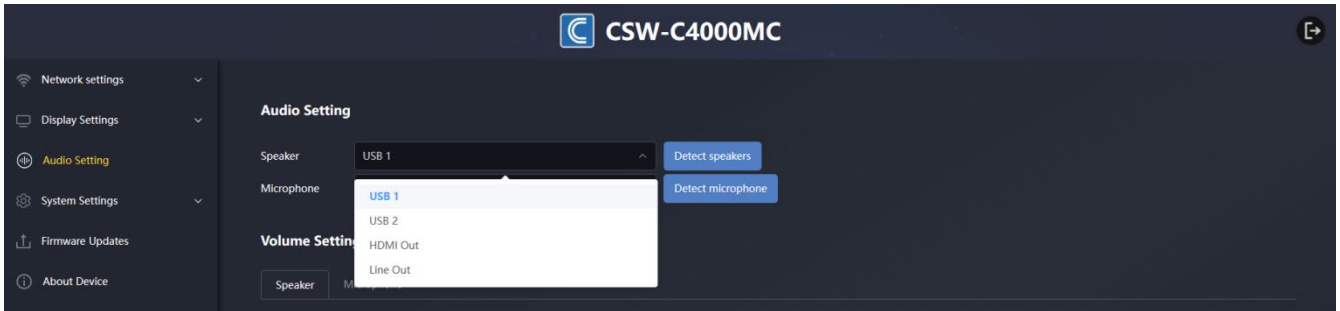 CSW-C4000MC
Network settings
Display Settings
Audio Setting
System Settings
Firmware Updates
About Device
Audio Setting
Speaker USB 1 Detect speakers
Microphone Detect microphone
USB 1
USB 2
HDMI Out
Line Out
Volume Settin
Speaker